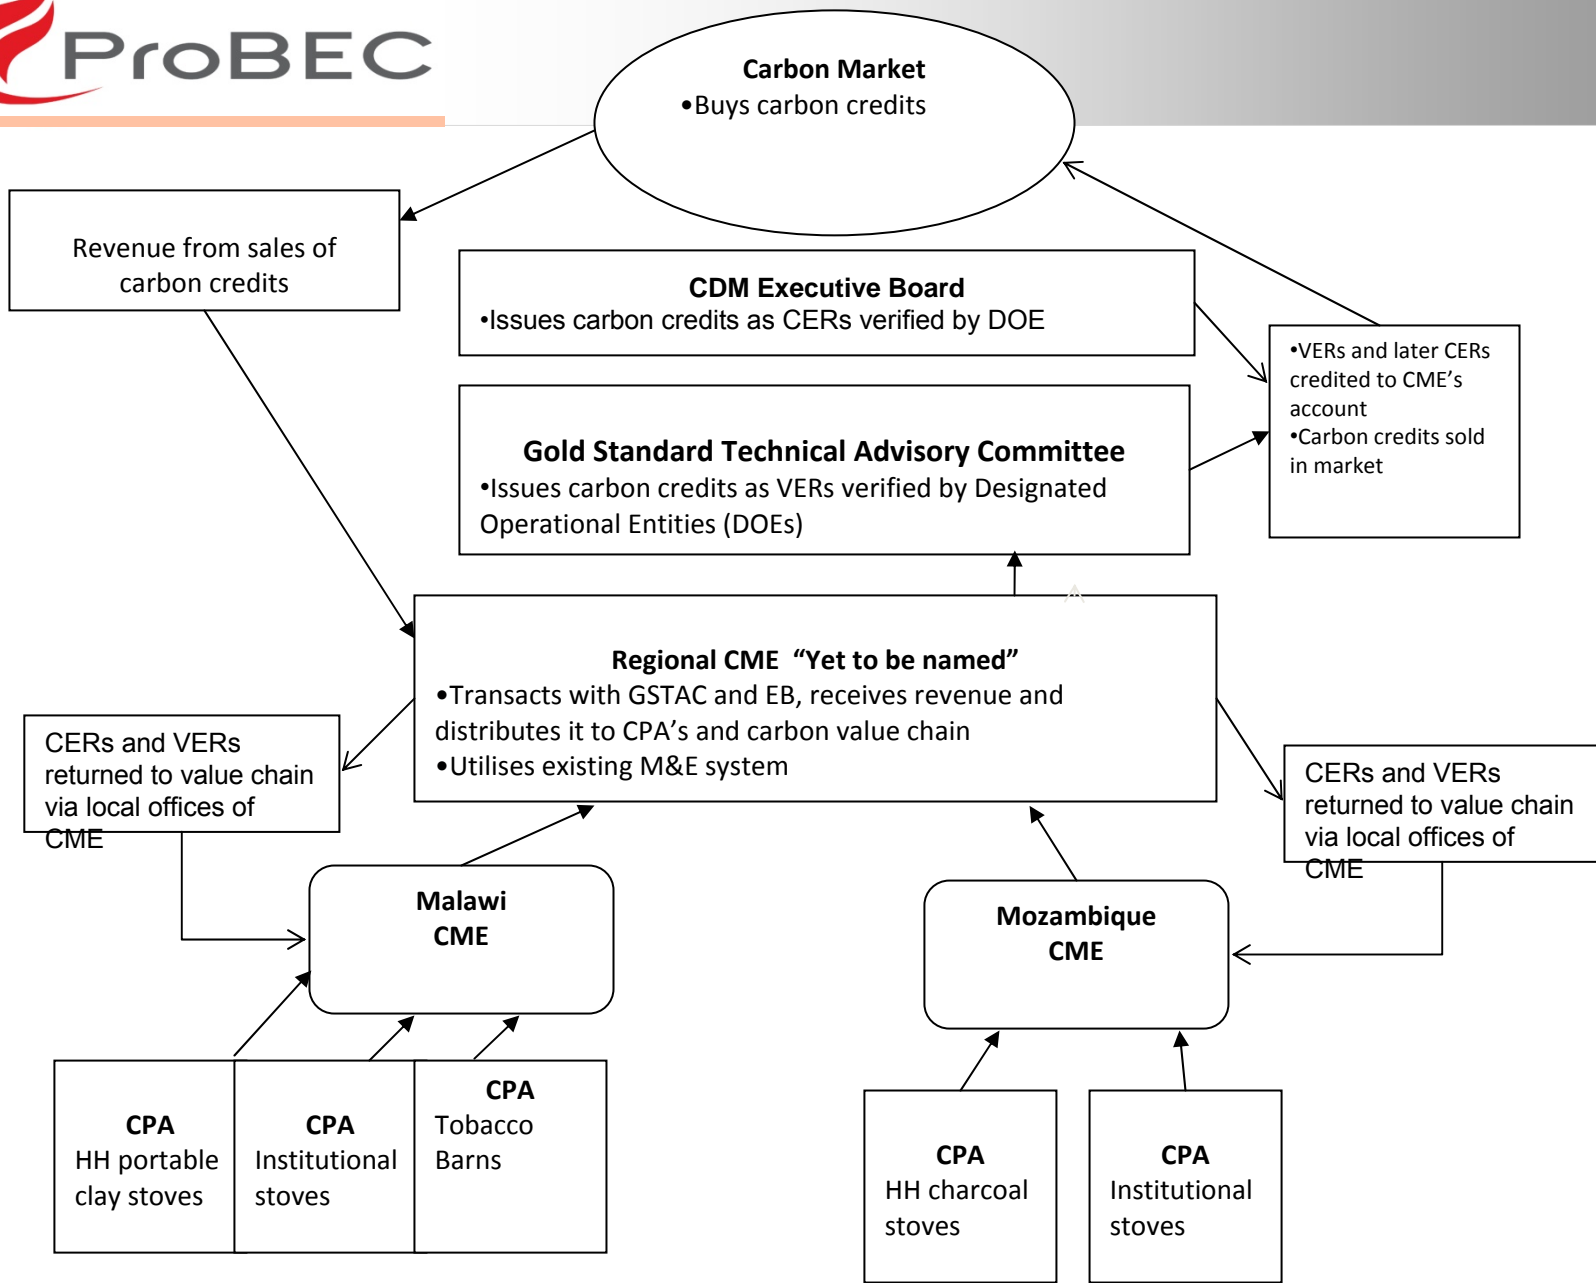 ProBEC
Carbon Market
•Buys carbon credits
Revenue from sales of
carbon credits
CDM Executive Board
•Issues carbon credits as CERs verified by DOE
•VERs and later CERs
credited to CME’s
account
•Carbon credits sold
in market
Gold Standard Technical Advisory Committee
•Issues carbon credits as VERs verified by Designated
Operational Entities (DOEs)
Regional CME “Yet to be named”
•Transacts with GSTAC and EB, receives revenue and
distributes it to CPA’s and carbon value chain
•Utilises existing M&E system
CERs and VERs
returned to value chain
via local offices of
CME
CERs and VERs
returned to value chain
via local offices of
CME
Malawi
CME
Mozambique
CME
CPA
HH portable
clay stoves
CPA
Institutional
stoves
CPA
Tobacco
Barns
CPA
HH charcoal
stoves
CPA
Institutional
stoves